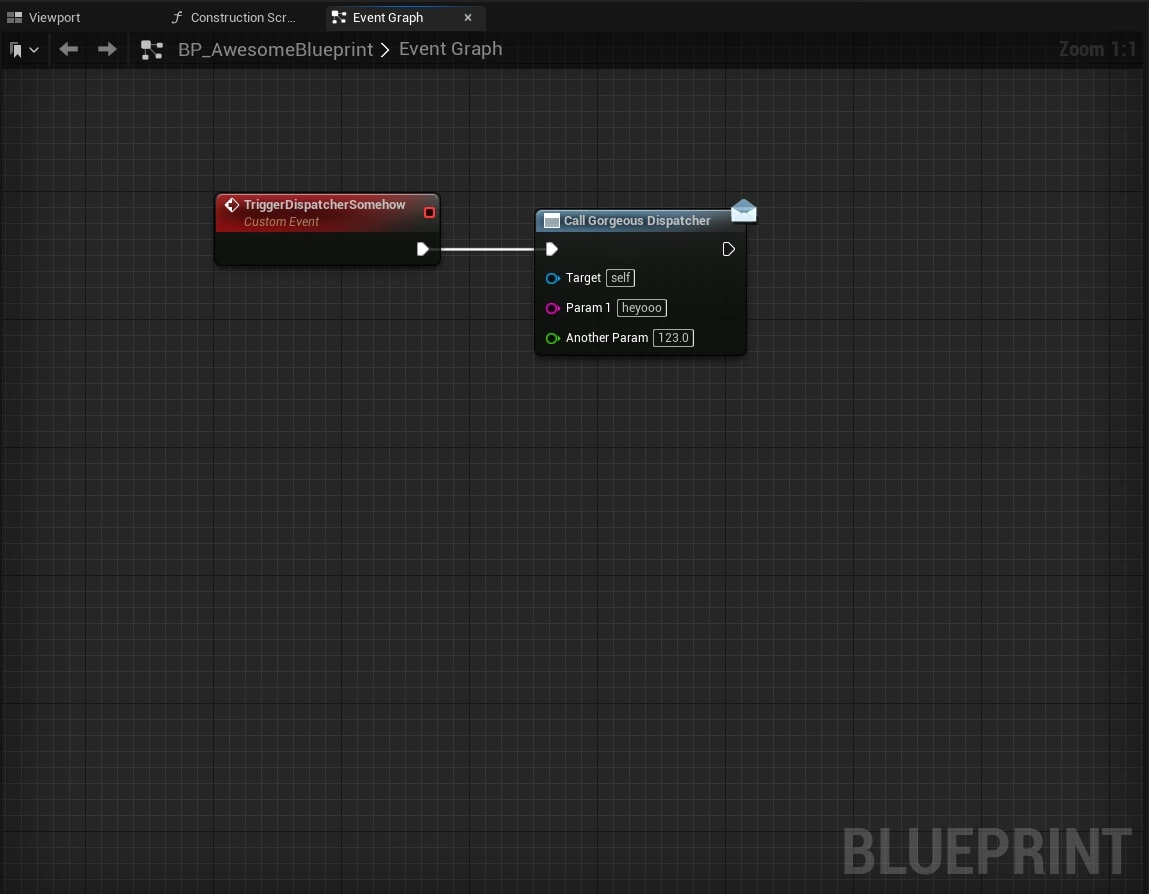 Viewport
Construction Scr...
Event Graph
BP_AwesomeBlueprint > Event Graph
Zoom 1:1
TriggerDispatcherSomehow
Custom Event
Call Gorgeous Dispatcher
Target self
Param 1 heyooo
Another Param 123.0
BLUEPRINT